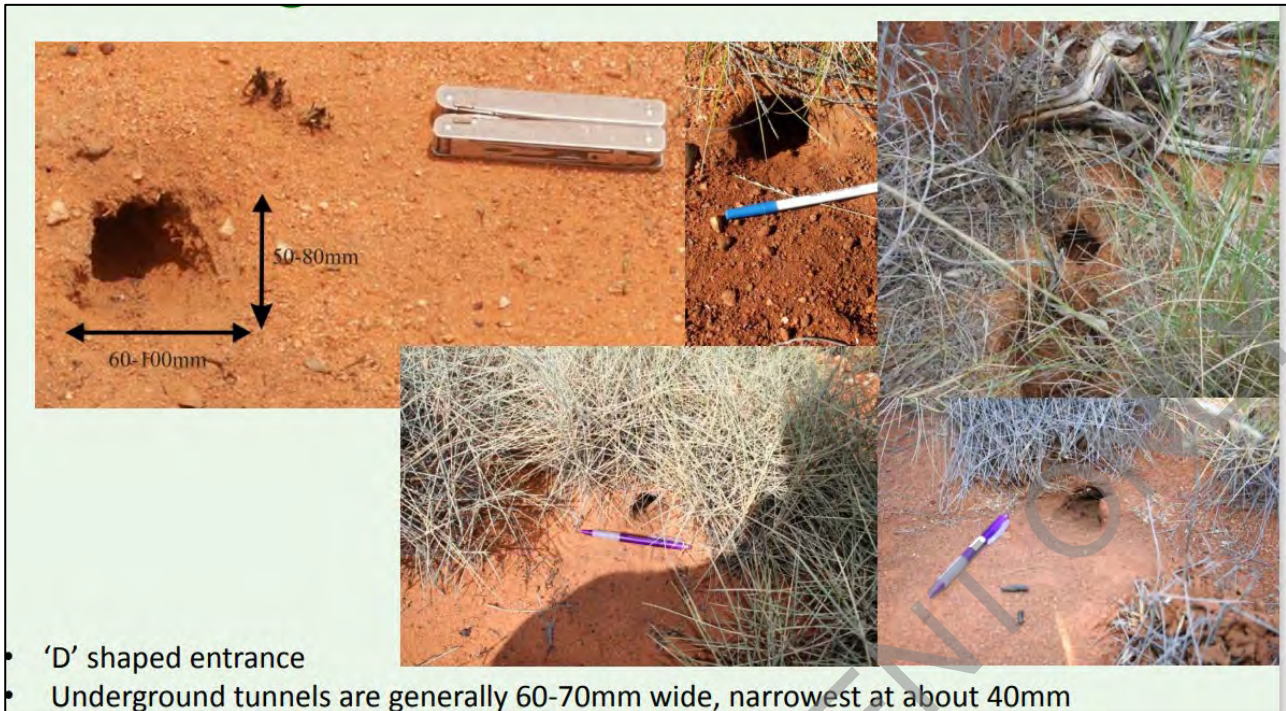 50-80mm
60-100mm
• 'D' shaped entrance
• Underground tunnels are generally 60-70mm wide, narrowest at about 40mm